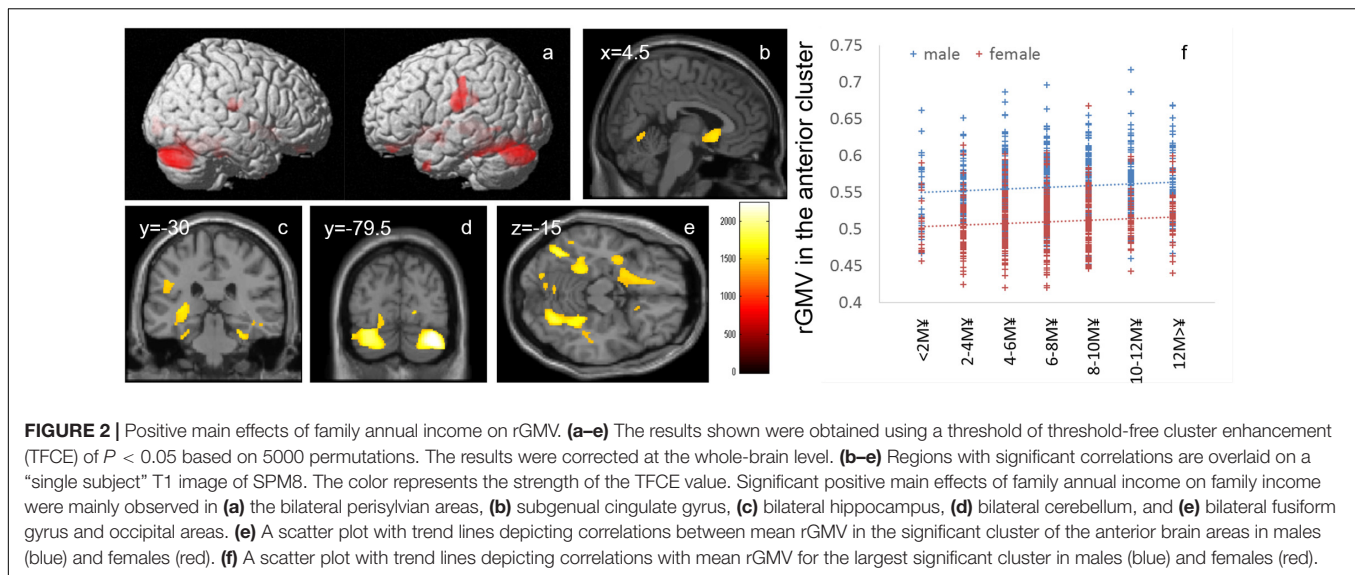 a
x=4.5
b
y=-30
c
y=-79.5
d
z=-15
e
2000
1500
1000
500
0
rGMV in the anterior cluster
0.75
0.7
0.65
0.6
0.55
0.5
0.45
0.4
male
female
f
<2M¥
2-4M¥
4-6M¥
6-8M¥
8-10M¥
10-12M¥
12M>¥
FIGURE 2 | Positive main effects of family annual income on rGMV. (a–e) The results shown were obtained using a threshold of threshold-free cluster enhancement
(TFCE) of P < 0.05 based on 5000 permutations. The results were corrected at the whole-brain level. (b–e) Regions with significant correlations are overlaid on a
“single subject” T1 image of SPM8. The color represents the strength of the TFCE value. Significant positive main effects of family annual income on family income
were mainly observed in (a) the bilateral perisylvian areas, (b) subgenual cingulate gyrus, (c) bilateral hippocampus, (d) bilateral cerebellum, and (e) bilateral fusiform
gyrus and occipital areas. (e) A scatter plot with trend lines depicting correlations between mean rGMV in the significant cluster of the anterior brain areas in males
(blue) and females (red). (f) A scatter plot with trend lines depicting correlations with mean rGMV for the largest significant cluster in males (blue) and females (red).